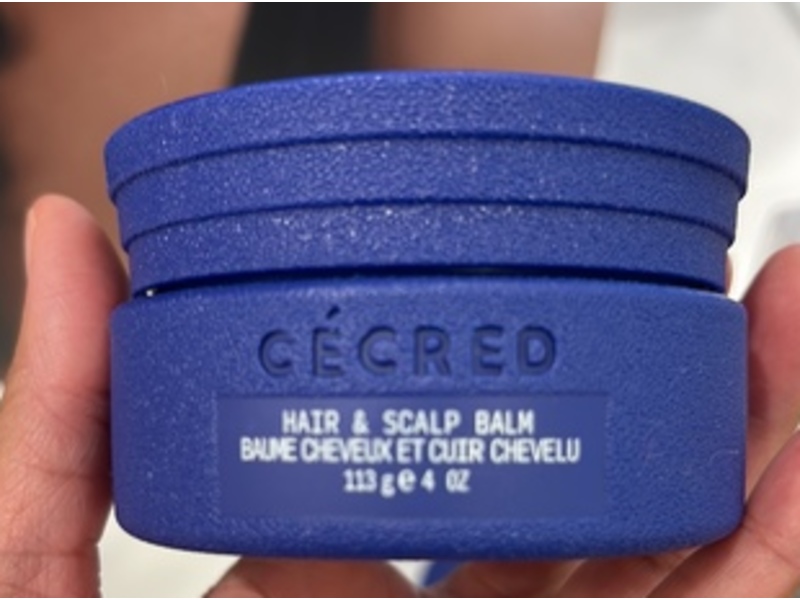 CÉCRED
HAIR & SCALP BALM
BAUME CHEVEUX ET CUIR CHEVELU
113 g ℮ 4 OZ